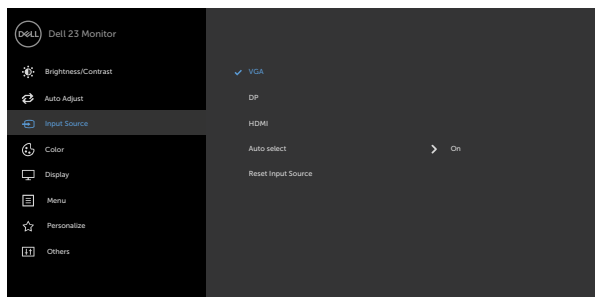 DELL Dell 23 Monitor
Brightness/Contrast
Auto Adjust
Input Source
Color
Display
Menu
Personalize
Others
VGA
DP
HDMI
Auto select On
Reset Input Source